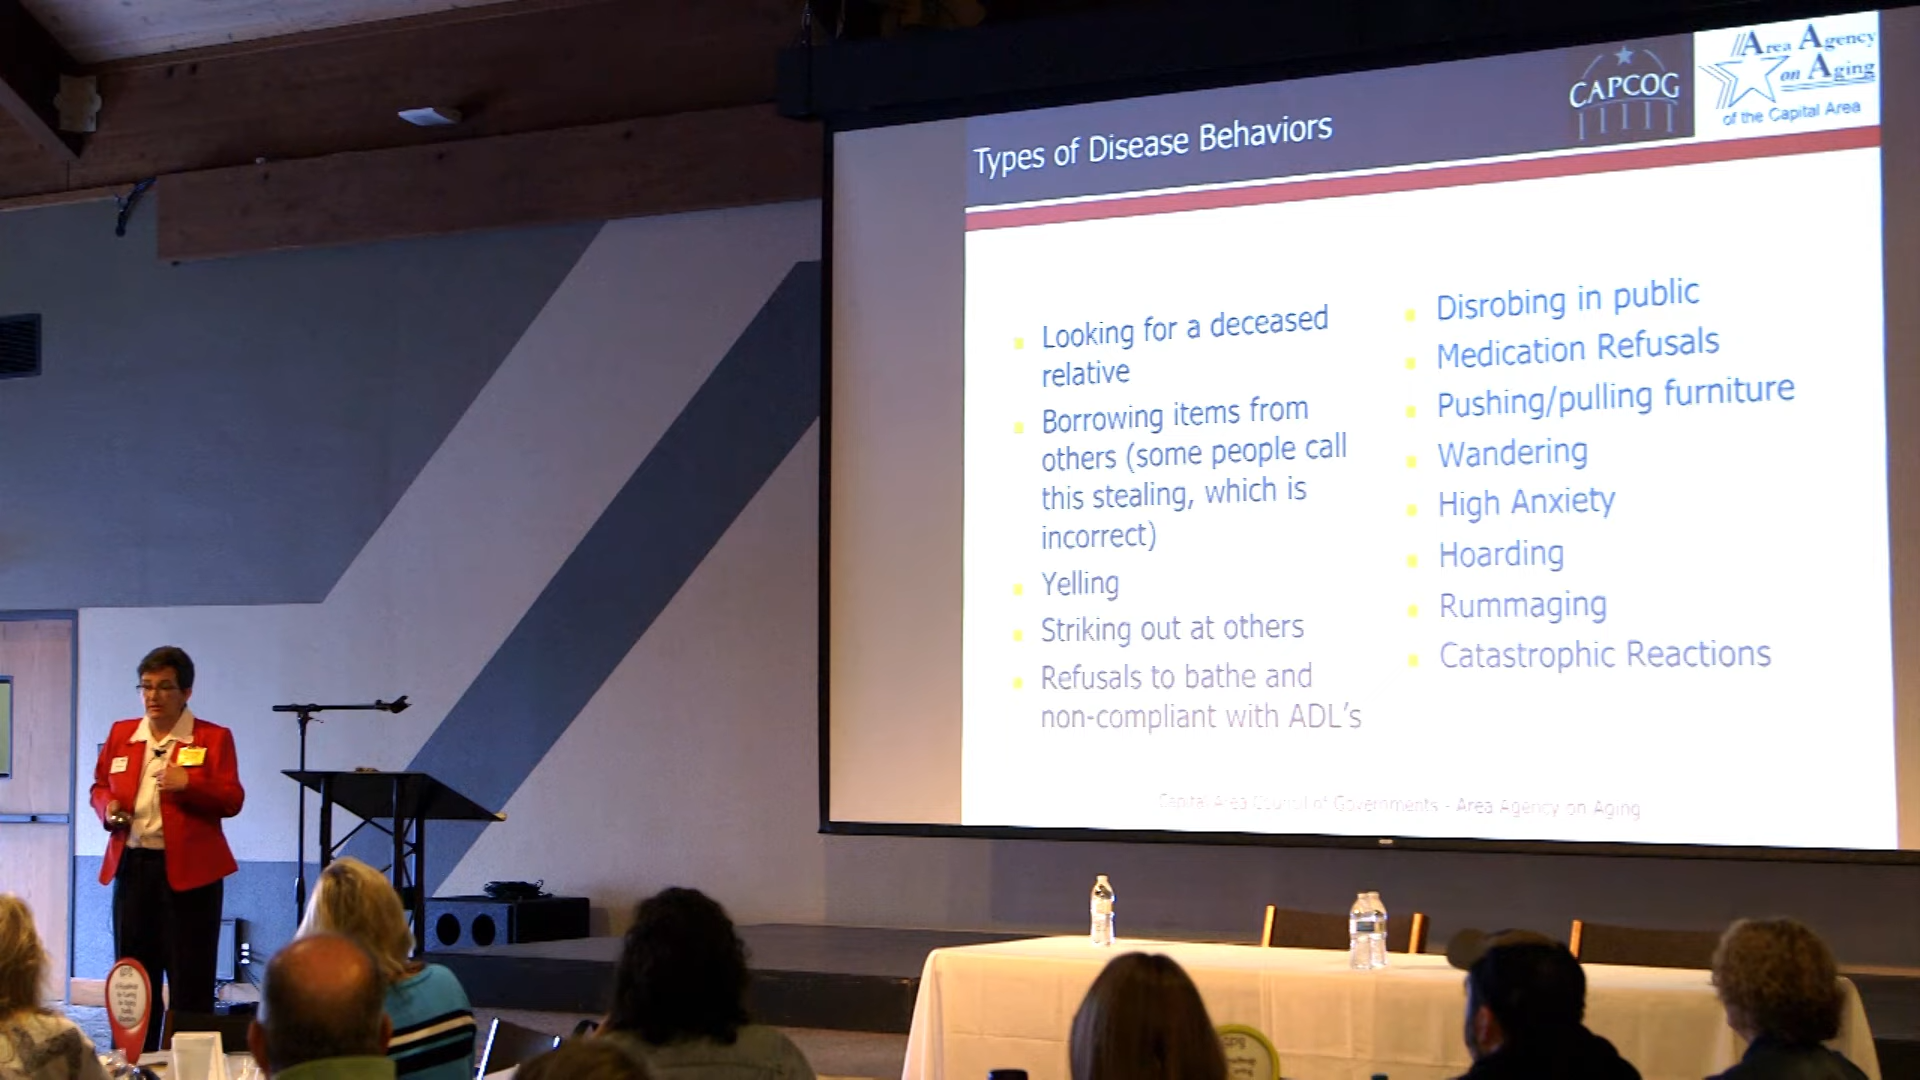 Types of Disease Behaviors
CAPCOG
Area Agency
on Aging
of the Capital Area
Looking for a deceased
relative
Borrowing items from
others (some people call
this stealing, which is
incorrect)
Yelling
Striking out at others
Refusals to bathe and
non-compliant with ADL's
Disrobing in public
Medication Refusals
Pushing/pulling furniture
Wandering
High Anxiety
Hoarding
Rummaging
Catastrophic Reactions
Capital Area Council of Governments - Area Agency on Aging
GPS